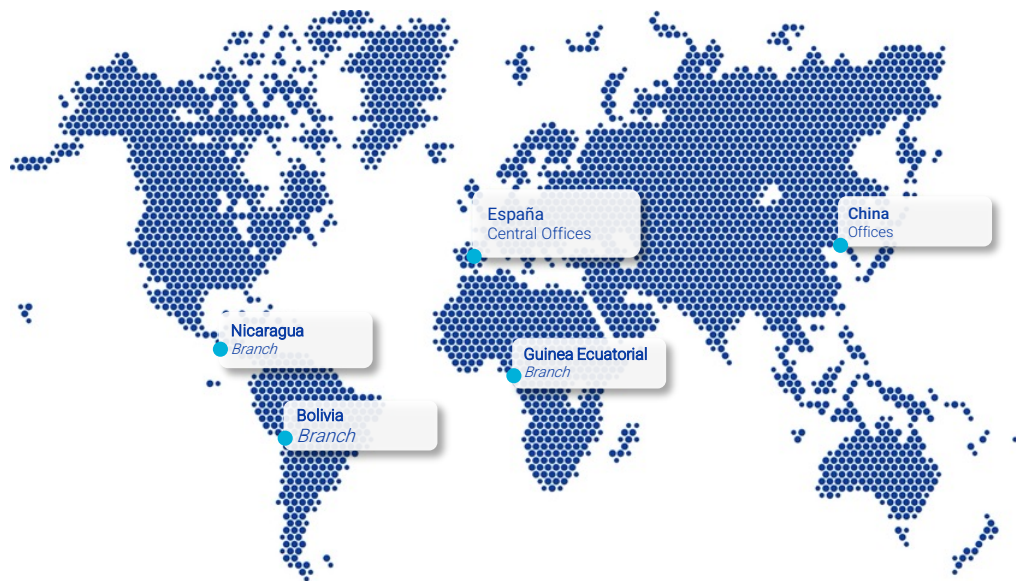 España
Central Offices
China
Offices
Nicaragua
Branch
Guinea Ecuatorial
Branch
Bolivia
Branch